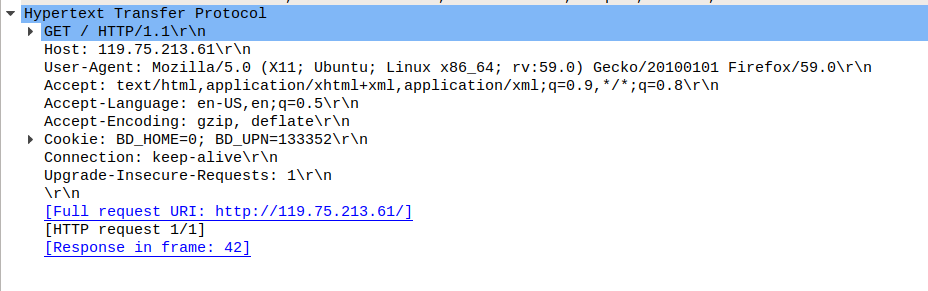 Hypertext Transfer Protocol
GET / HTTP/1.1\r\n
Host: 119.75.213.61\r\n
User-Agent: Mozilla/5.0 (X11; Ubuntu; Linux x86_64; rv:59.0) Gecko/20100101 Firefox/59.0\r\n
Accept: text/html,application/xhtml+xml,application/xml;q=0.9,*/*;q=0.8\r\n
Accept-Language: en-US,en;q=0.5\r\n
Accept-Encoding: gzip, deflate\r\n
Cookie: BD_HOME=0; BD_UPN=133352\r\n
Connection: keep-alive\r\n
Upgrade-Insecure-Requests: 1\r\n
\r\n
[Full request URI: http://119.75.213.61/]
[HTTP request 1/1]
[Response in frame: 42]